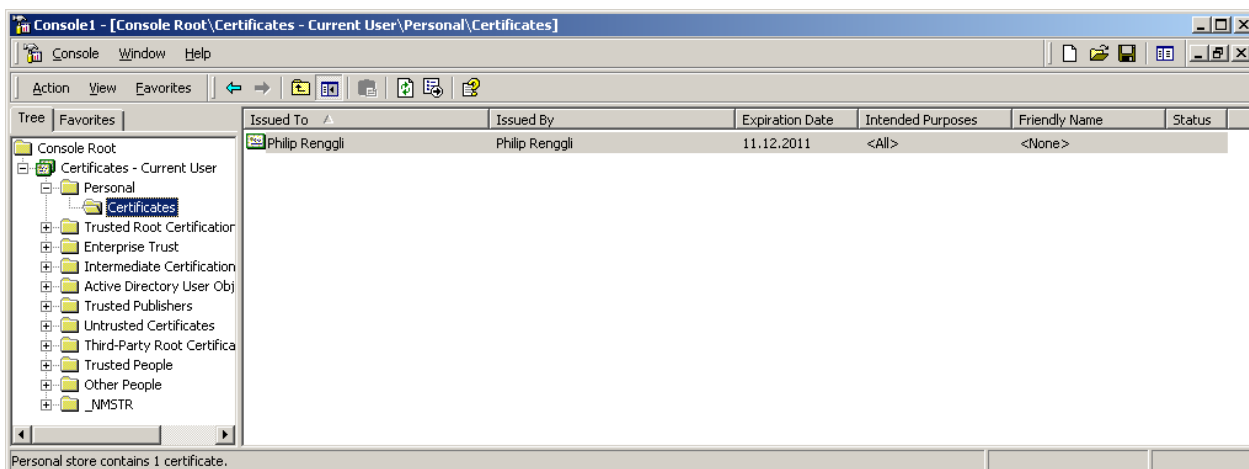 Console1 - [Console Root\Certificates - Current User\Personal\Certificates]
Console Window Help
Action View Favorites
Tree Favorites
Issued To Issued By Expiration Date Intended Purposes Friendly Name Status
Philip Renggli Philip Renggli 11.12.2011 <All> <None>
Console Root
Certificates - Current User
Personal
Certificates
Trusted Root Certification
Enterprise Trust
Intermediate Certification
Active Directory User Obj
Trusted Publishers
Untrusted Certificates
Third-Party Root Certifica
Trusted People
Other People
_NMSTR
Personal store contains 1 certificate.